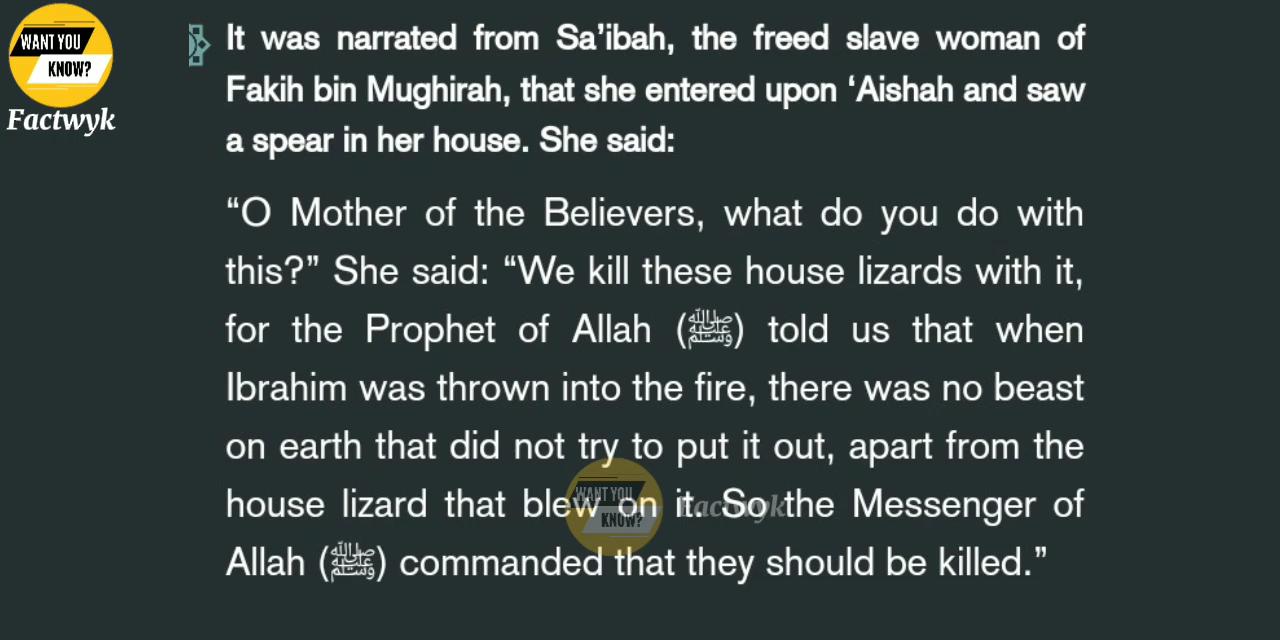 WANT YOU
KNOW?
Factwyk
It was narrated from Sa’ibah, the freed slave woman of
Fakih bin Mughirah, that she entered upon ‘Aishah and saw
a spear in her house. She said:
“O Mother of the Believers, what do you do with
this?” She said: “We kill these house lizards with it,
for the Prophet of Allah (ﷺ) told us that when
Ibrahim was thrown into the fire, there was no beast
on earth that did not try to put it out, apart from the
house lizard that blew on it. So the Messenger of
Allah (ﷺ) commanded that they should be killed.”
WANT YOU
KNOW?
Factwyk